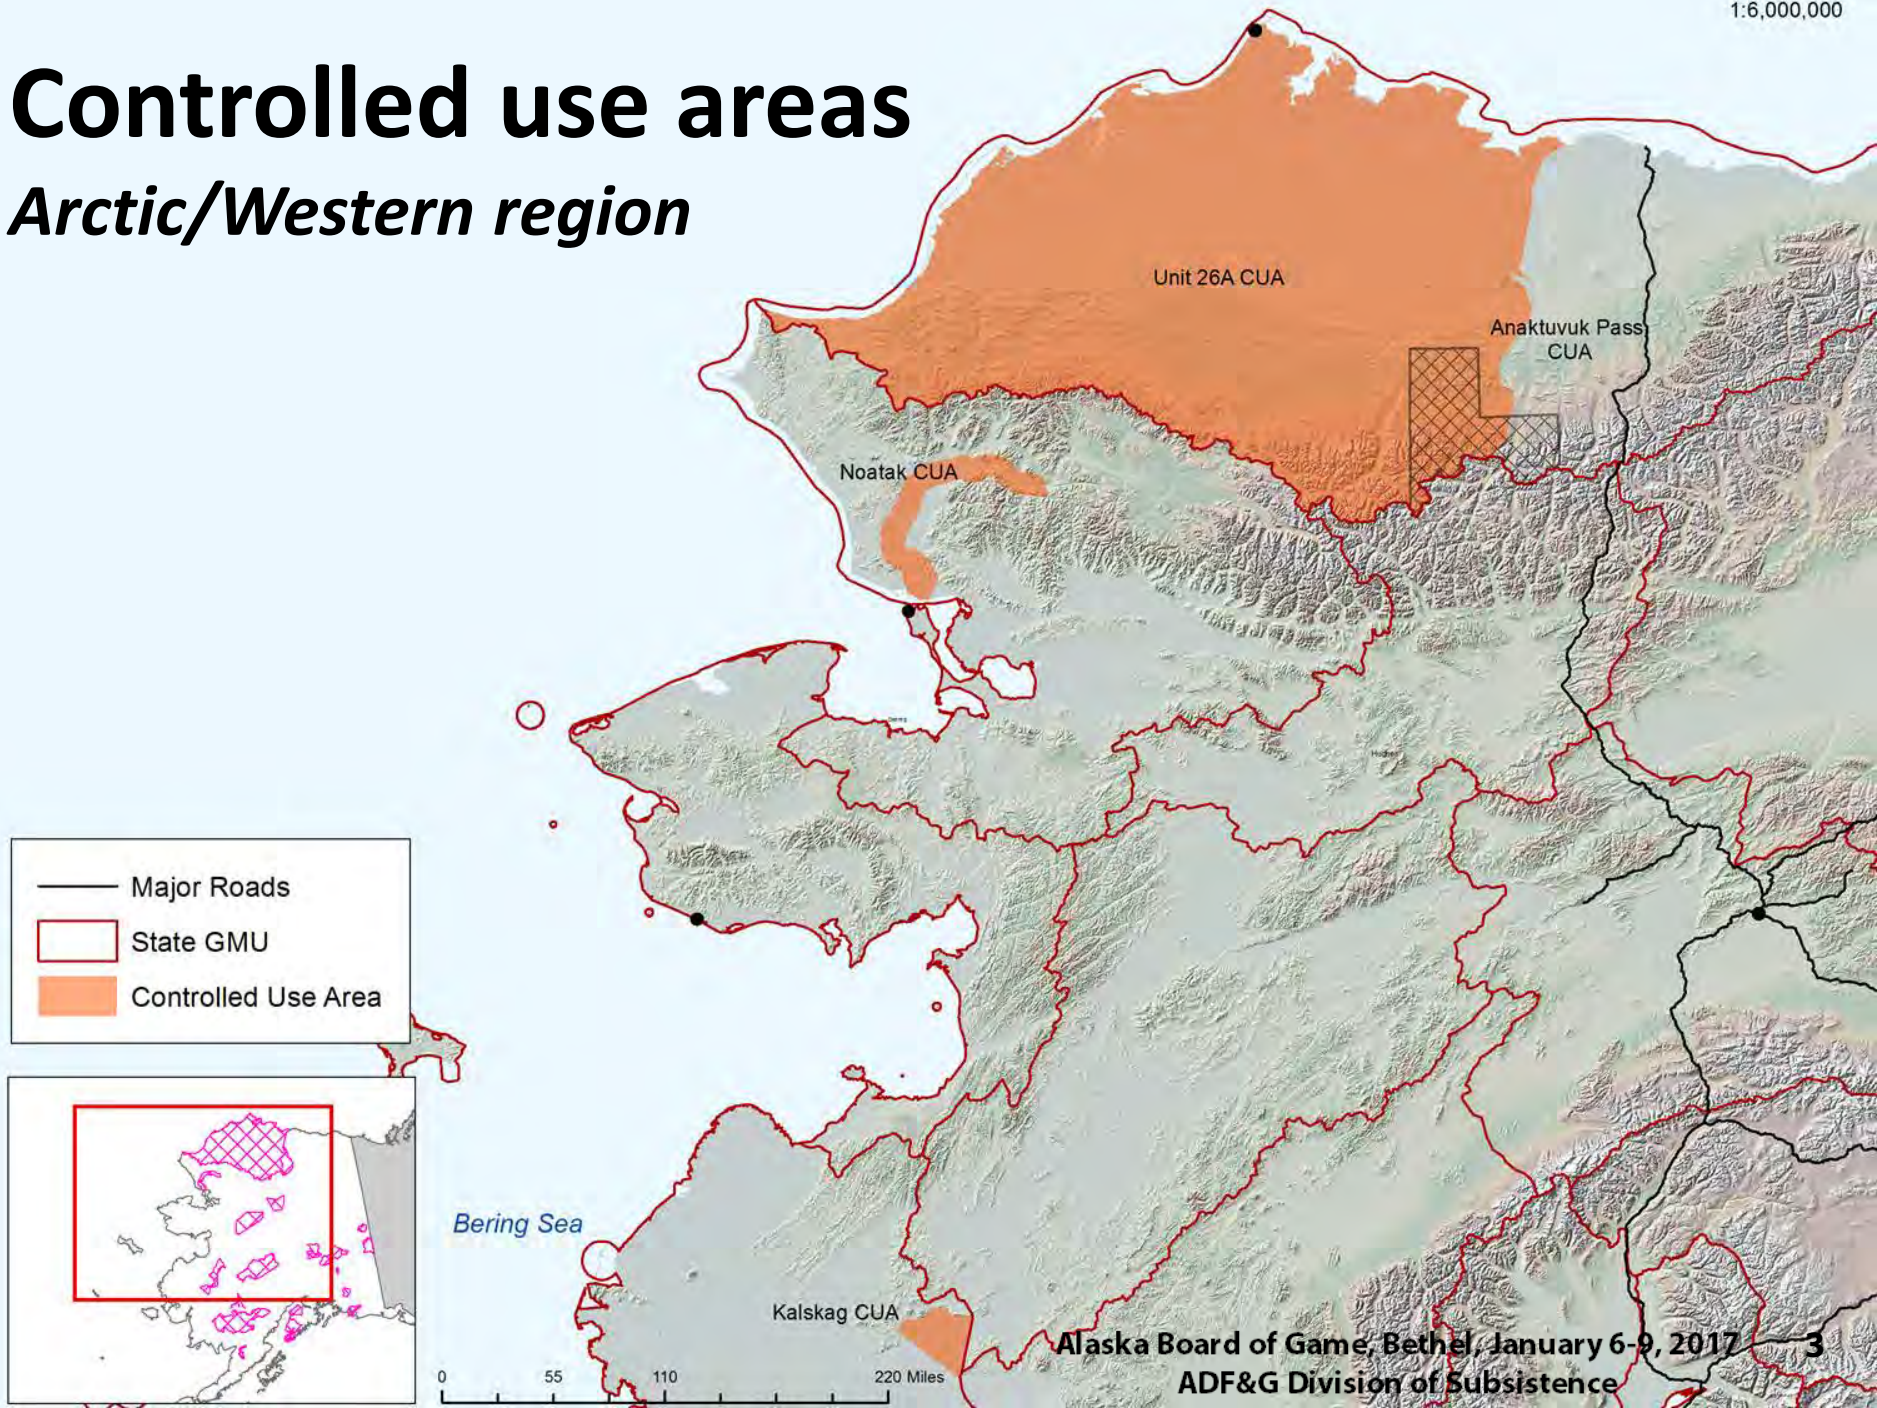 1:6,000,000
Controlled use areas
Arctic/Western region
Unit 26A CUA
Anaktuvuk Pass
CUA
Noatak CUA
Major Roads
State GMU
Controlled Use Area
Bering Sea
Kalskag CUA
0 55 110 220 Miles
Alaska Board of Game, Bethel, January 6-9, 2017 3
ADF&G Division of Subsistence